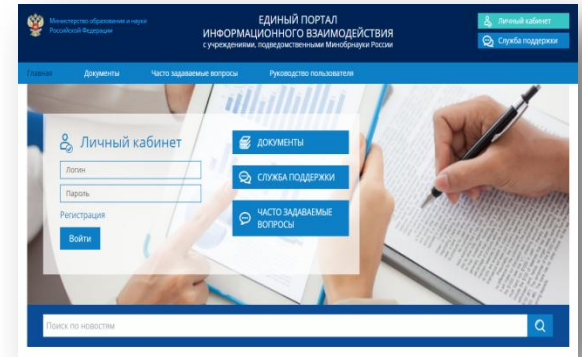 Министерство образования и науки
Российской Федерации
ЕДИНЫЙ ПОРТАЛ
ИНФОРМАЦИОННОГО ВЗАИМОДЕЙСТВИЯ
с учреждениями, подведомственными Минобрнауки России
Личный кабинет
Служба поддержки
Главная
Документы
Часто задаваемые вопросы
Руководство пользователя
Личный кабинет
Логин
Пароль
Регистрация
Войти
ДОКУМЕНТЫ
СЛУЖБА ПОДДЕРЖКИ
ЧАСТО ЗАДАВАЕМЫЕ
ВОПРОСЫ
Поиск по новостям